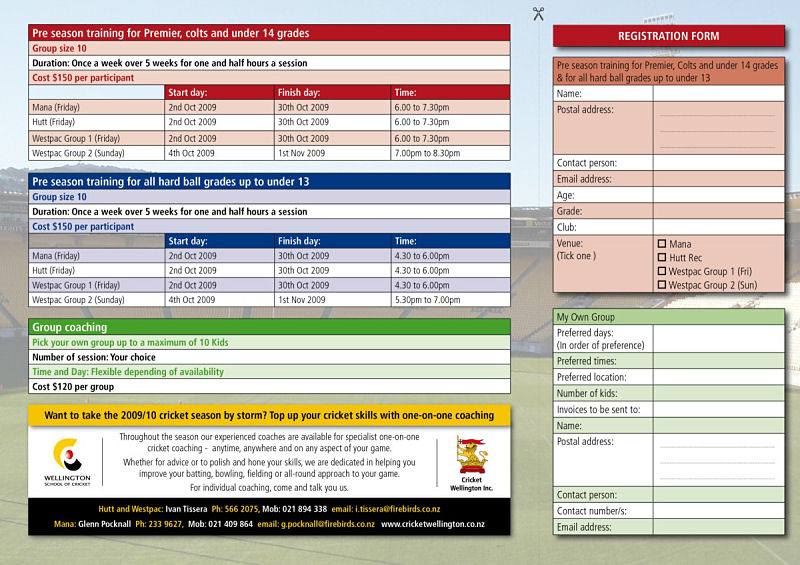 Pre season training for Premier, colts and under 14 grades
Group size 10
Duration: Once a week over 5 weeks for one and half hours a session
Cost $150 per participant
Start day: Finish day: Time:
Mana (Friday) 2nd Oct 2009 30th Oct 2009 6.00 to 7.30pm
Hutt (Friday) 2nd Oct 2009 30th Oct 2009 6.00 to 7.30pm
Westpac Group 1 (Friday) 2nd Oct 2009 30th Oct 2009 6.00 to 7.30pm
Westpac Group 2 (Sunday) 4th Oct 2009 1st Nov 2009 7.00pm to 8.30pm
Pre season training for all hard ball grades up to under 13
Group size 10
Duration: Once a week over 5 weeks for one and half hours a session
Cost $150 per participant
Start day: Finish day: Time:
Mana (Friday) 2nd Oct 2009 30th Oct 2009 4.30 to 6.00pm
Hutt (Friday) 2nd Oct 2009 30th Oct 2009 4.30 to 6.00pm
Westpac Group 1 (Friday) 2nd Oct 2009 30th Oct 2009 4.30 to 6.00pm
Westpac Group 2 (Sunday) 4th Oct 2009 1st Nov 2009 5.30pm to 7.00pm
Group coaching
Pick your own group up to a maximum of 10 Kids
Number of session: Your choice
Time and Day: Flexible depending of availability
Cost $120 per group
Want to take the 2009/10 cricket season by storm? Top up your cricket skills with one-on-one coaching
Throughout the season our experienced coaches are available for specialist one-on-one
cricket coaching - anytime, anywhere and on any aspect of your game.
Whether for advice or to polish and hone your skills, we are dedicated in helping you
improve your batting, bowling, fielding or all-round approach to your game.
For individual coaching, come and talk you us.
WELLINGTON
SCHOOL OF CRICKET
Cricket
Wellington Inc.
Hutt and Westpac: Ivan Tissera Ph: 566 2075, Mob: 021 894 338 email: i.tissera@firebirds.co.nz
Mana: Glenn Pocknall Ph: 233 9627, Mob: 021 409 864 email: g.pocknall@firebirds.co.nz www.cricketwellington.co.nz
REGISTRATION FORM
Pre season training for Premier, Colts and under 14 grades
& for all hard ball grades up to under 13
Name:
Postal address:
Contact person:
Email address:
Age:
Grade:
Club:
Venue: Mana
(Tick one ) Hutt Rec
Westpac Group 1 (Fri)
Westpac Group 2 (Sun)
My Own Group
Preferred days:
(In order of preference)
Preferred times:
Preferred location:
Number of kids:
Invoices to be sent to:
Name:
Postal address:
Contact person:
Contact number/s:
Email address: